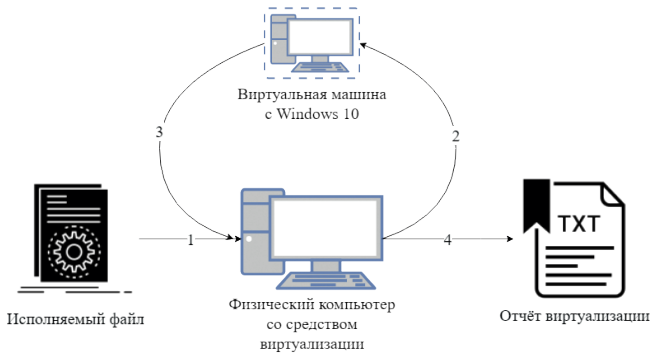 Виртуальная машина
с Windows 10
3
2
TXT
1
4
Исполняемый файл
Физический компьютер
со средством
виртуализации
Отчёт виртуализации